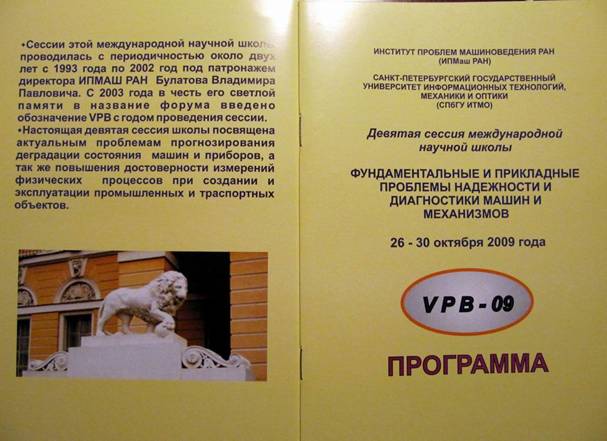 •Сессии этой международной научной школы
проводилась с периодичностью около двух
лет с 1993 года по 2002 год под патронажем
директора ИПМАШ РАН Булатова Владимира
Павловича. С 2003 года в честь его светлой
памяти в название форума введено
обозначение VPB с годом проведения сессии.
•Настоящая девятая сессия школы посвящена
актуальным проблемам прогнозирования
деградации состояния машин и приборов, а
так же повышения достоверности измерений
физических процессов при создании и
эксплуатации промышленных и траспортных
объектов.
ИНСТИТУТ ПРОБЛЕМ МАШИНОВЕДЕНИЯ РАН
(ИПМаш РАН)
САНКТ-ПЕТЕРБУРГСКИЙ ГОСУДАРСТВЕННЫЙ
УНИВЕРСИТЕТ ИНФОРМАЦИОННЫХ ТЕХНОЛОГИЙ,
МЕХАНИКИ И ОПТИКИ
(СПбГУ ИТМО)
Девятая сессия международной
научной школы
ФУНДАМЕНТАЛЬНЫЕ И ПРИКЛАДНЫЕ
ПРОБЛЕМЫ НАДЕЖНОСТИ И
ДИАГНОСТИКИ МАШИН И
МЕХАНИЗМОВ
26 - 30 октября 2009 года
VPB - 09
ПРОГРАММА